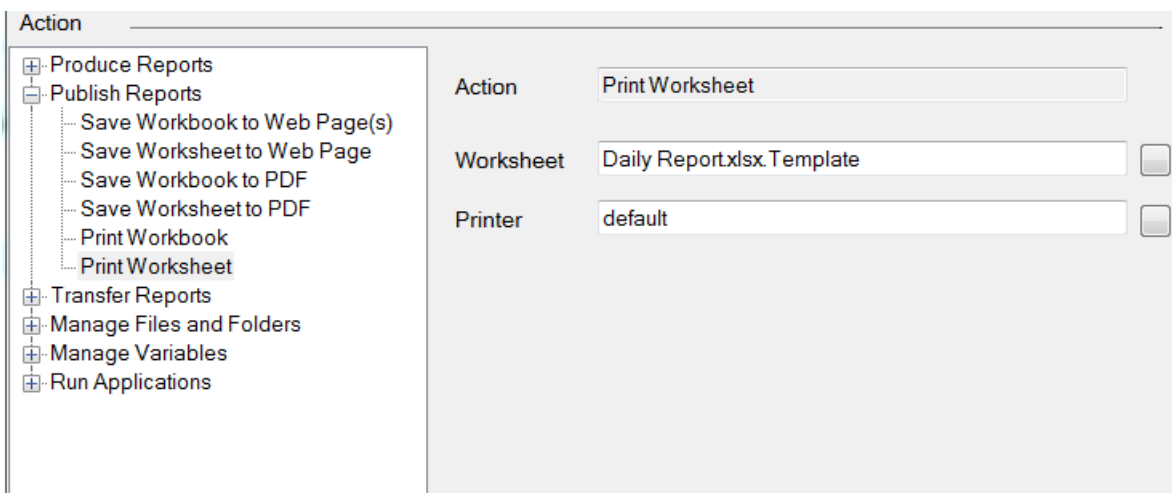 Action
Produce Reports
Publish Reports
Save Workbook to Web Page(s)
Save Worksheet to Web Page
Save Workbook to PDF
Save Worksheet to PDF
Print Workbook
Print Worksheet
Transfer Reports
Manage Files and Folders
Manage Variables
Run Applications
Action Print Worksheet
Worksheet Daily Report.xlsx.Template
Printer default